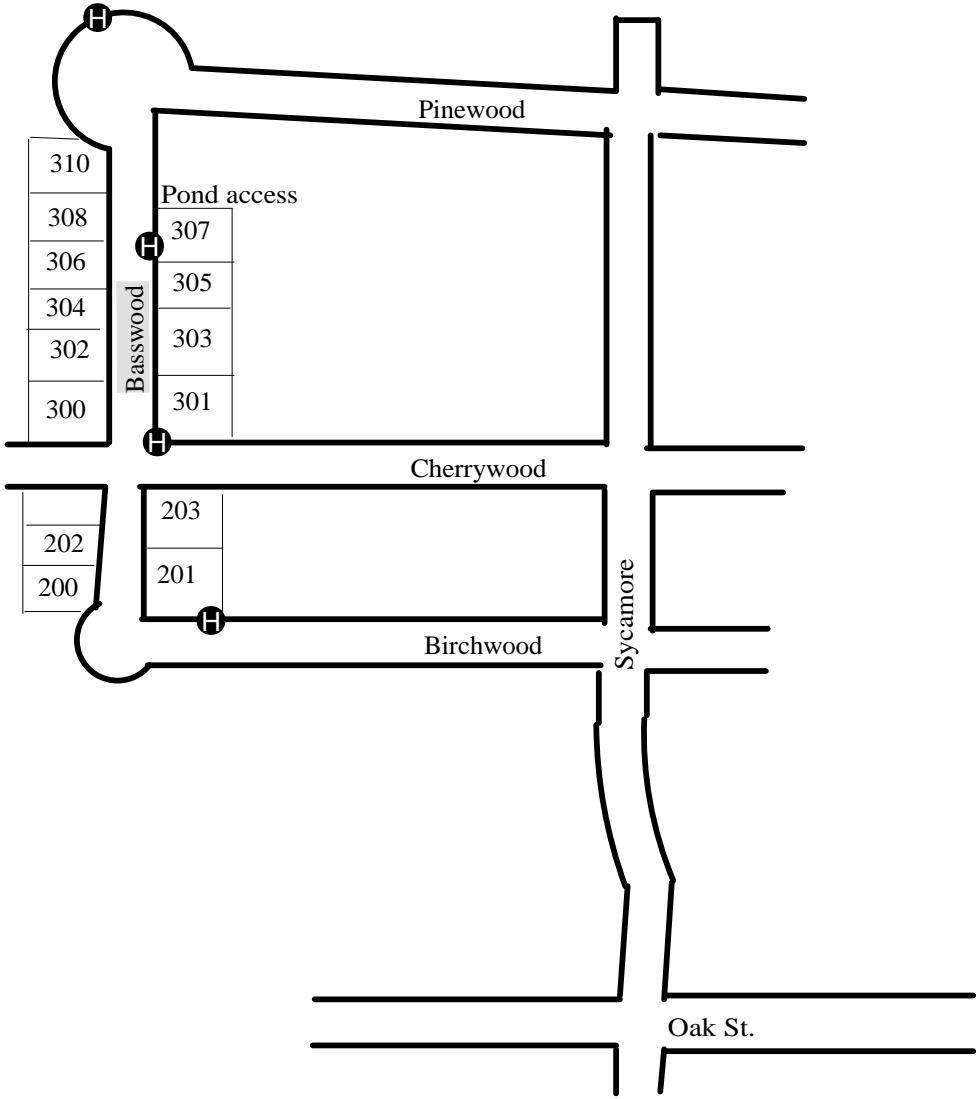 H
Pinewood
310
Pond access
308
307
H
306
305
304
Basswood
303
302
301
300
H
Cherrywood
203
202
201
200
H
Sycamore
Birchwood
Oak St.